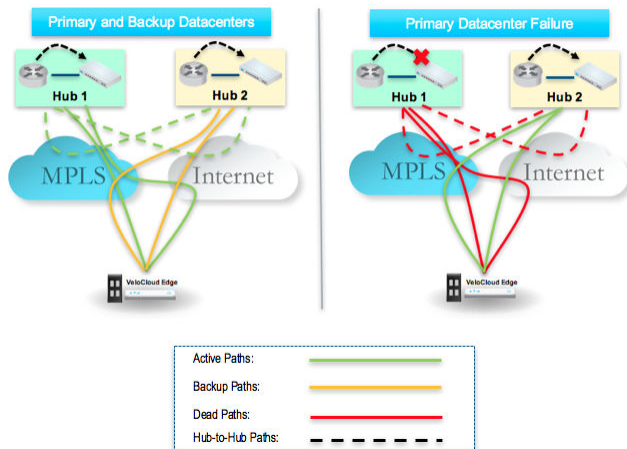 Primary and Backup Datacenters
Primary Datacenter Failure
Hub 1
Hub 2
Hub 1
Hub 2
MPLS
Internet
MPLS
Internet
VeloCloud Edge
VeloCloud Edge
Active Paths:
Backup Paths:
Dead Paths:
Hub-to-Hub Paths: